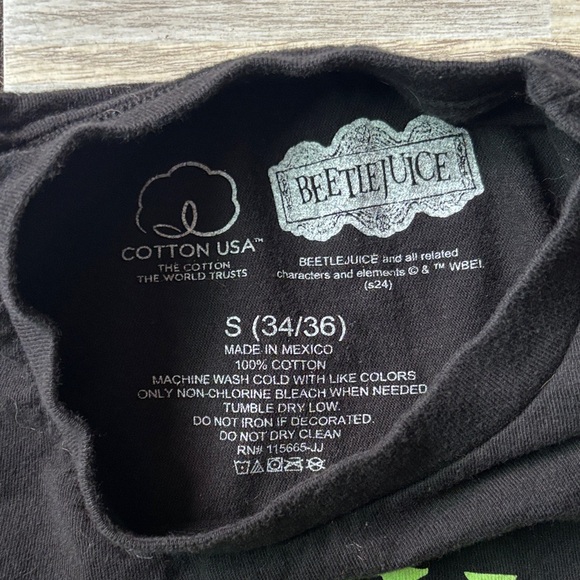 COTTON USA™
THE COTTON
THE WORLD TRUSTS
BEETLEJUICE
BEETLEJUICE and all related
characters and elements © & ™ WBEI.
(s24)
S (34/36)
MADE IN MEXICO
100% COTTON
MACHINE WASH COLD WITH LIKE COLORS
ONLY NON-CHLORINE BLEACH WHEN NEEDED
TUMBLE DRY LOW.
DO NOT IRON IF DECORATED.
DO NOT DRY CLEAN
RN# 115665-JJ